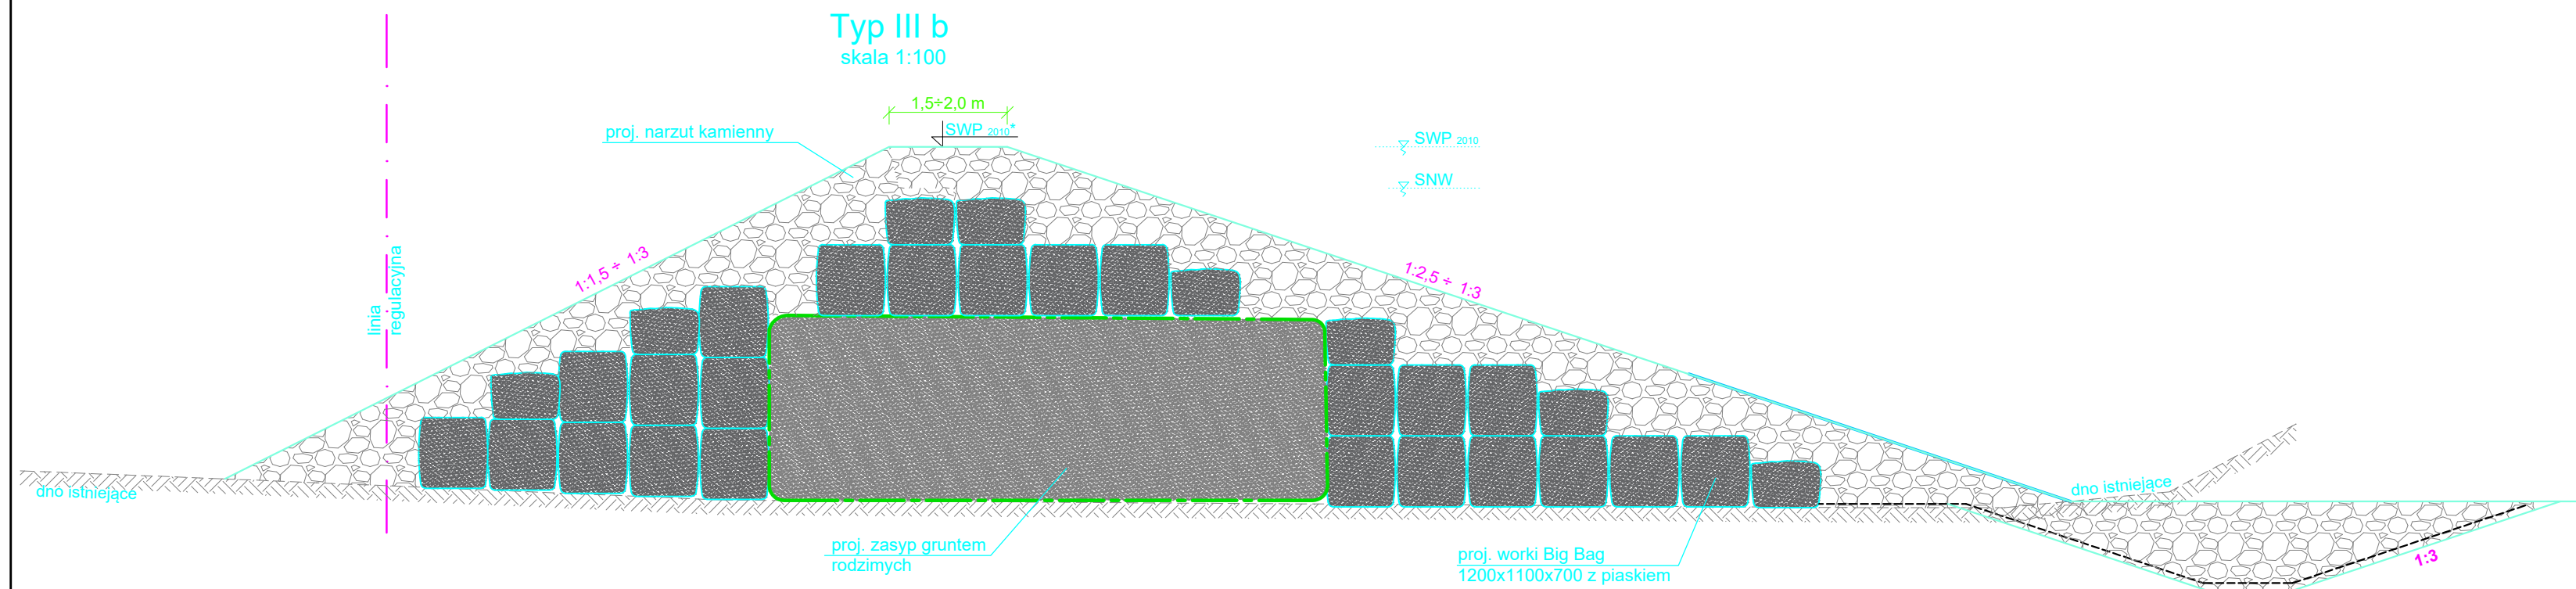 Typ III b
skala 1:100
1,5÷2,0 m
SWP 2010*
proj. narzut kamienny
SWP 2010
SNW
linia
regulacyjna
1:1,5 ÷ 1:3
1:2,5 ÷ 1:3
dno istniejące
dno istniejące
proj. zasyp gruntem
rodzimych
proj. worki Big Bag
1200x1100x700 z piaskiem
1:3